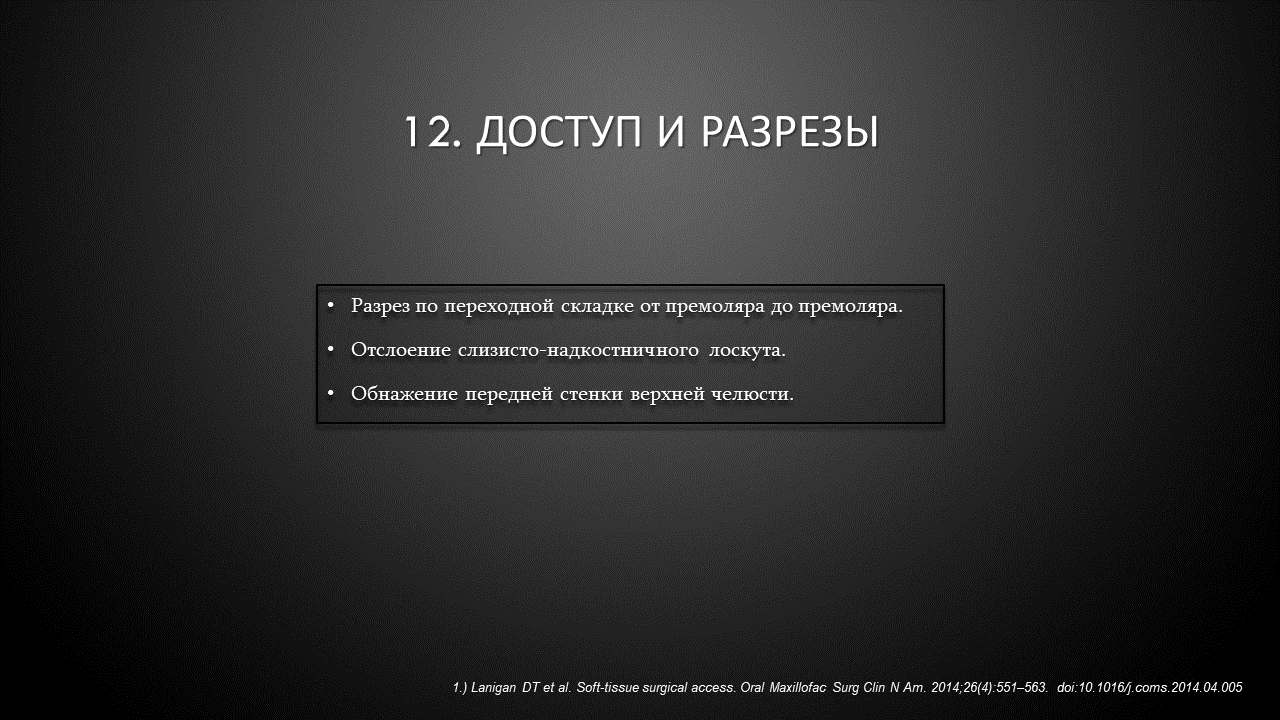 12. ДОСТУП И РАЗРЕЗЫ
• Разрез по переходной складке от премоляра до премоляра.
• Отслоение слизисто-надкостничного лоскута.
• Обнажение передней стенки верхней челюсти.
1.) Lanigan DT et al. Soft-tissue surgical access. Oral Maxillofac Surg Clin N Am. 2014;26(4):551–563. doi:10.1016/j.coms.2014.04.005